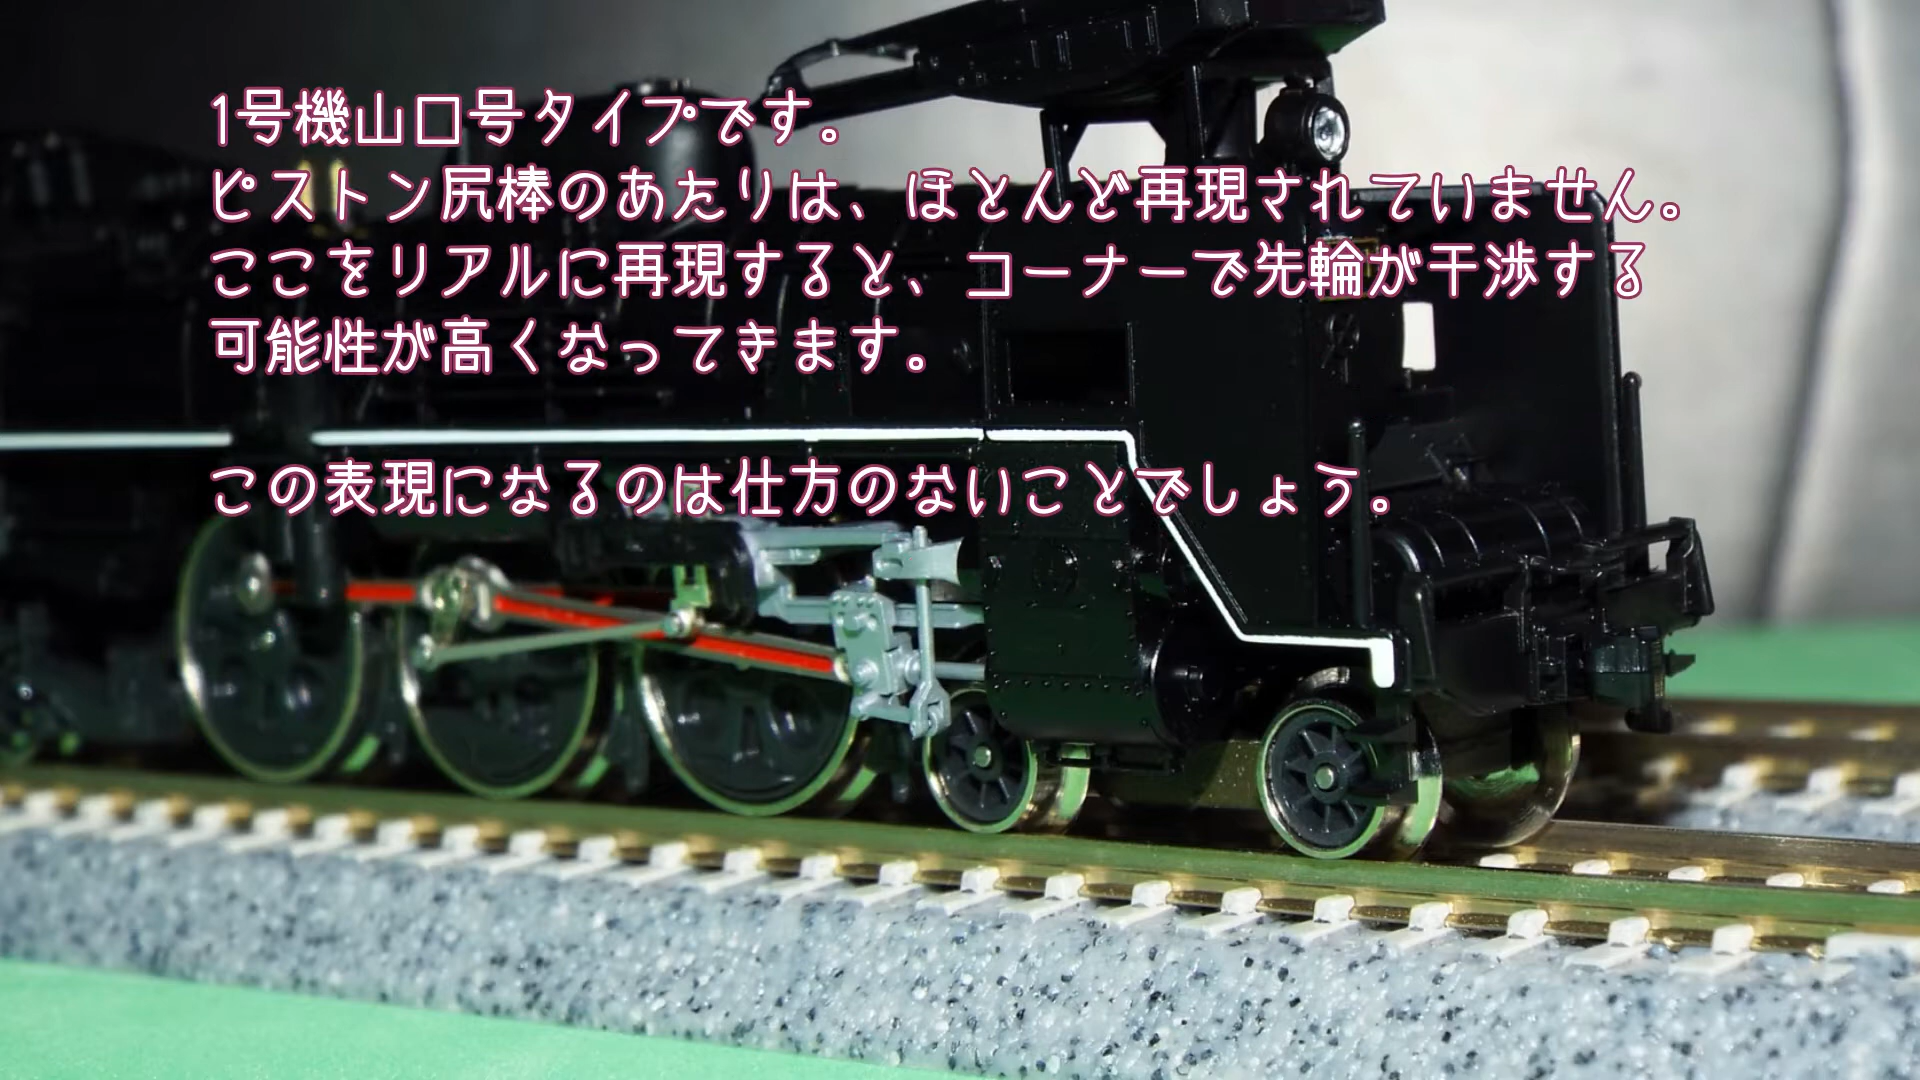 1号機山口号タイプです。
ピストン尻棒のあたりは、ほとんど再現されていません。
ここをリアルに再現すると、コーナーで先輪が干渉する
可能性が高くなってきます。
この表現になるのは仕方のないことでしょう。